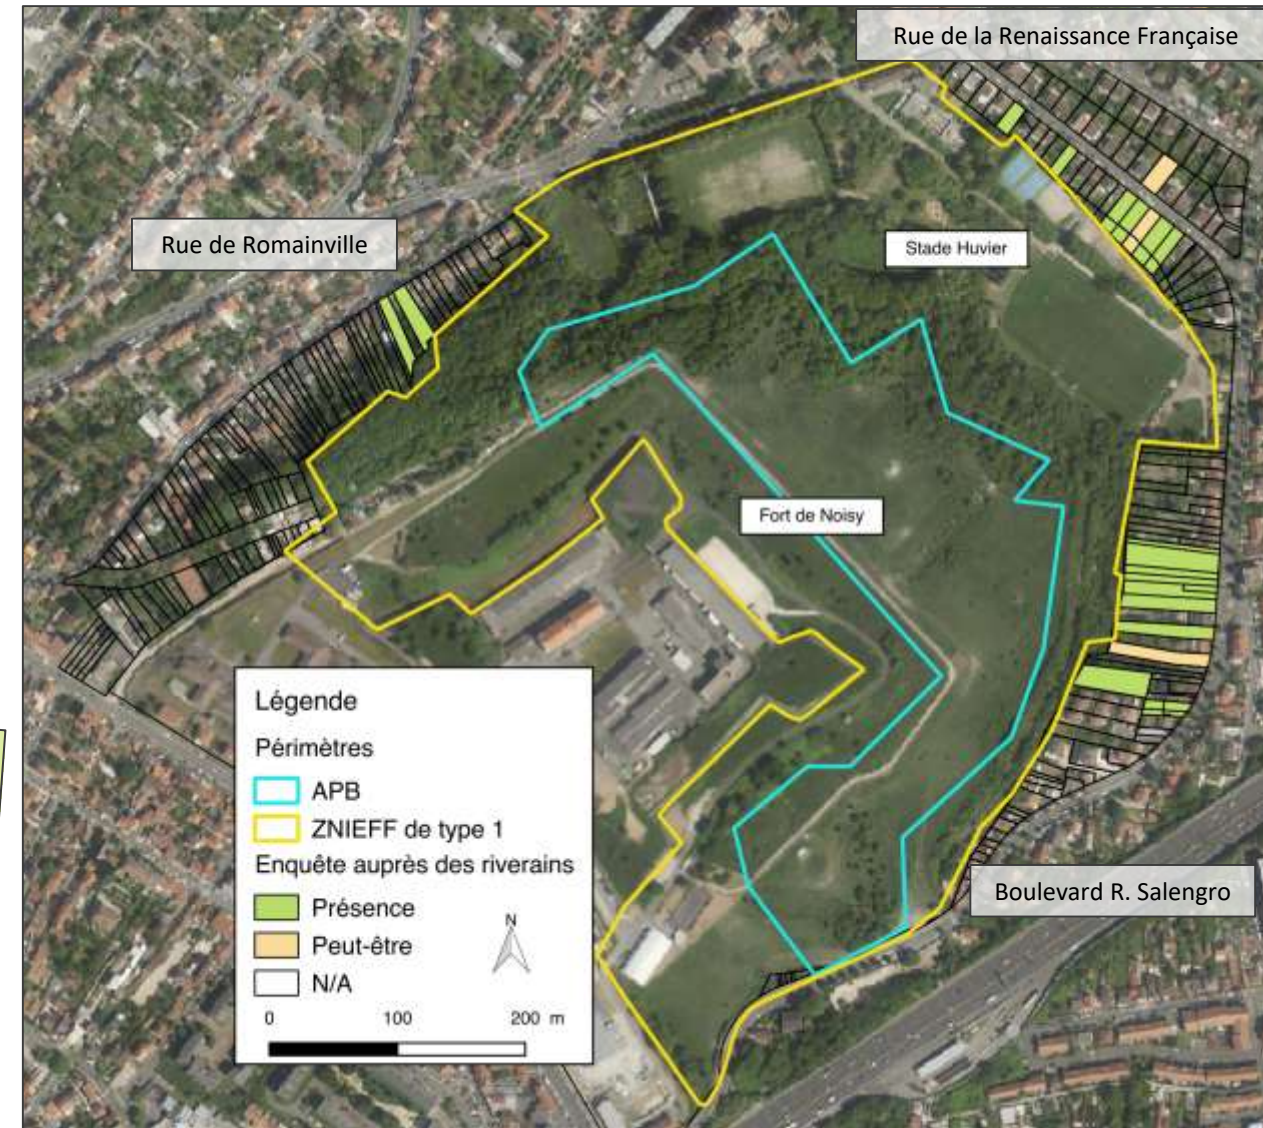 Rue de la Renaissance Française
Rue de Romainville
Stade Huvier
Fort de Noisy
Légende
Périmètres
APB
ZNIEFF de type 1
Enquête auprès des riverains
Présence
Peut-être
N/A
N
0 100 200 m
Boulevard R. Salengro